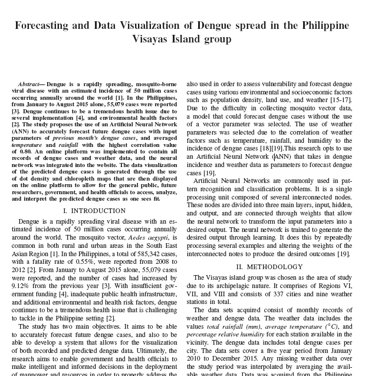 Forecasting and Data Visualization of Dengue spread in the Philippine
Visayas Island group
Abstract— Dengue is a rapidly spreading, mosquito-borne
viral disease with an estimated incidence of 50 million cases
occurring annually around the world [1]. In the Philippines,
from January to August 2015 alone, 55,079 cases were reported
[3]. Dengue continues to be a tremendous health issue due to
several implementation [4], and environmental health factors
[2]. The study proposes the use of an Artificial Neural Network
(ANN) to accurately forecast future dengue cases with input
parameters of previous month's dengue cases, and averaged
temperature and rainfall with the highest correlation value
of 0.86. An online platform was implemented to contain all
records of dengue cases and weather data, and the neural
network was integrated into the website. The data visualization
of the predicted dengue cases is generated through the use
of dot density and chloropleth maps that are then displayed
on the online platform to allow for the general public, future
researchers, government, and health officials to access, analyze,
and interpret the predicted dengue cases as one sees fit.
I. INTRODUCTION
Dengue is a rapidly spreading viral disease with an es-
timated incidence of 50 million cases occurring annually
around the world. The mosquito vector, Aedes aegypi, is
common in both rural and urban areas in the South East
Asian Region [1]. In the Philippines, a total of 585,342 cases,
with a fatality rate of 0.55%, were reported from 2008 to
2012 [2]. From January to August 2015 alone, 55,079 cases
were reported, and the number of cases had increased by
0.12% from the previous year [3]. With insufficient gov-
ernment funding [4], inadequate public health infrastructure,
and additional environmental and health risk factors, dengue
continues to be a tremendous health issue that is challenging
to tackle in the Philippine setting [2].
The study has two main objectives. It aims to be able
to accurately forecast future dengue cases, and also to be
able to develop a system that allows for the visualization
of both recorded and predicted dengue data. Ultimately, the
research aims to enable government and health officials to
make intelligent and informed decisions in the deployment
of manpower and resources in order to properly address the
also used in order to assess vulnerability and forecast dengue
cases using various environmental and socioeconomic factors
such as population density, land use, and weather [15-17].
Due to the difficulty in collecting mosquito vector data,
a model that could forecast dengue cases without the use
of a vector parameter was selected. The use of weather
parameters was selected due to the correlation of weather
factors such as temperature, rainfall, and humidity to the
incidence of dengue cases [18][19].This research opts to use
an Artificial Neural Network (ANN) that takes in dengue
incidence and weather data as parameters to forecast dengue
cases [19].
Artificial Neural Networks are commonly used in pat-
tern recognition and classification problems. It is a single
processing unit composed of several interconnected nodes.
These nodes are divided into three main layers, input, hidden,
and output, and are connected through weights that allow
the neural network to transform the input parameters into a
desired output. The neural network is trained to generate the
desired output through learning. It does this by repeatedly
processing several examples and altering the weights of the
interconnected notes to produce the desired outcomes [19].
II. METHODOLOGY
The Visayas island group was chosen as the area of study
due to its archipelagic nature. It comprises of Regions VI,
VII, and VIII and consists of 337 cities and nine weather
stations in total.
The data sets acquired consist of monthly records of
weather and dengue data. The weather data includes the
values total rainfall (mm), average temperature (°C), and
percentage relative humidity for each station available in the
vicinity. The dengue data includes total dengue cases per
city. The data sets cover a five year period from January
2010 to December 2015. Any missing weather data over
the study period was interpolated by averaging the avail-
able weather data. Data was acquired from the Philippine